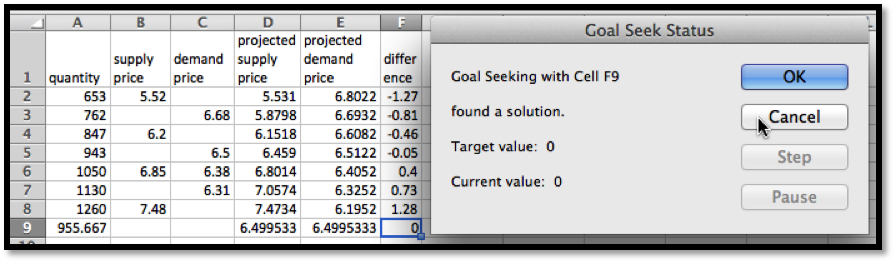 A B C D E F
1 quantity supply price demand price projected supply price projected demand price differ ence
2 653 5.52 5.531 6.8022 -1.27
3 762 6.68 5.8798 6.6932 -0.81
4 847 6.2 6.1518 6.6082 -0.46
5 943 6.5 6.459 6.5122 -0.05
6 1050 6.85 6.38 6.8014 6.4052 0.4
7 1130 6.31 7.0574 6.3252 0.73
8 1260 7.48 7.4734 6.1952 1.28
9 955.667 6.499533 6.4995333 0
Goal Seek Status
Goal Seeking with Cell F9
found a solution.
Target value: 0
Current value: 0
OK
Cancel
Step
Pause